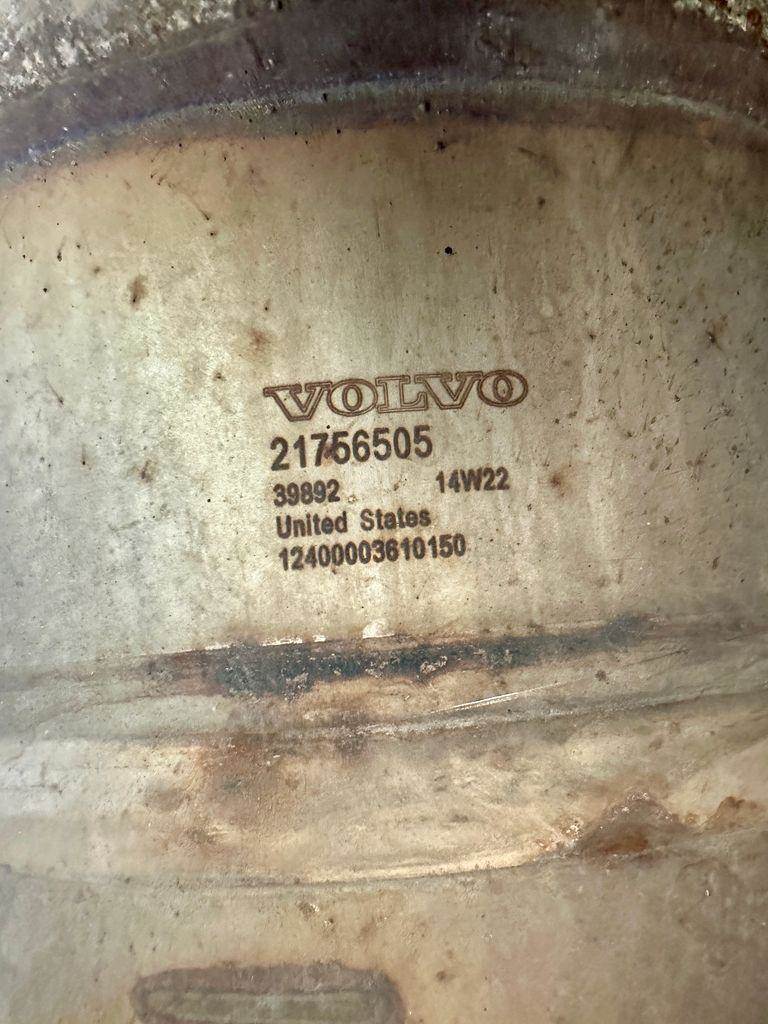 VOLVO
21756505
39892 14W22
United States
12400003610150